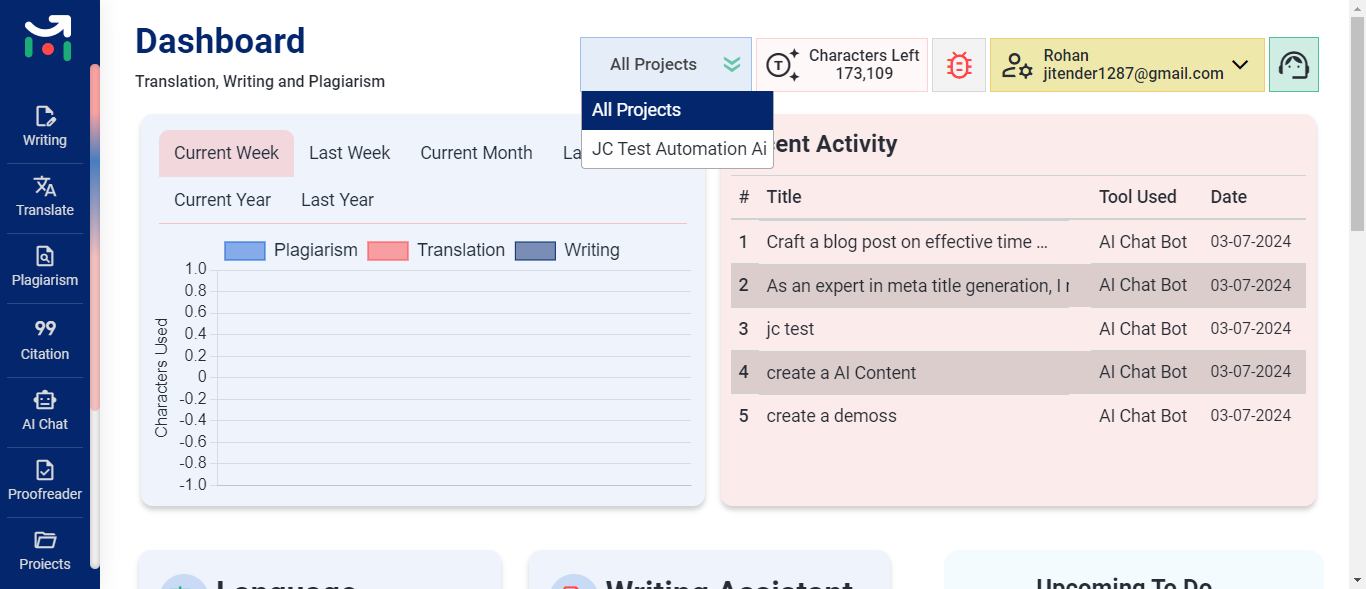 Dashboard
Translation, Writing and Plagiarism
All Projects
Characters Left
173,109
Rohan
jitender1287@gmail.com
All Projects
JC Test Automation Ai
Writing
Translate
Plagiarism
Citation
AI Chat
Proofreader
Projects
Current Week
Last Week
Current Month
La
Current Year
Last Year
Plagiarism
Translation
Writing
Characters Used
1.0
0.8
0.6
0.4
0.2
0
-0.2
-0.4
-0.6
-0.8
-1.0
ent Activity
# Title Tool Used Date
1 Craft a blog post on effective time ... AI Chat Bot 03-07-2024
2 As an expert in meta title generation, I AI Chat Bot 03-07-2024
3 jc test AI Chat Bot 03-07-2024
4 create a AI Content AI Chat Bot 03-07-2024
5 create a demoss AI Chat Bot 03-07-2024
Language
Writing Assistant
Upcoming To Do